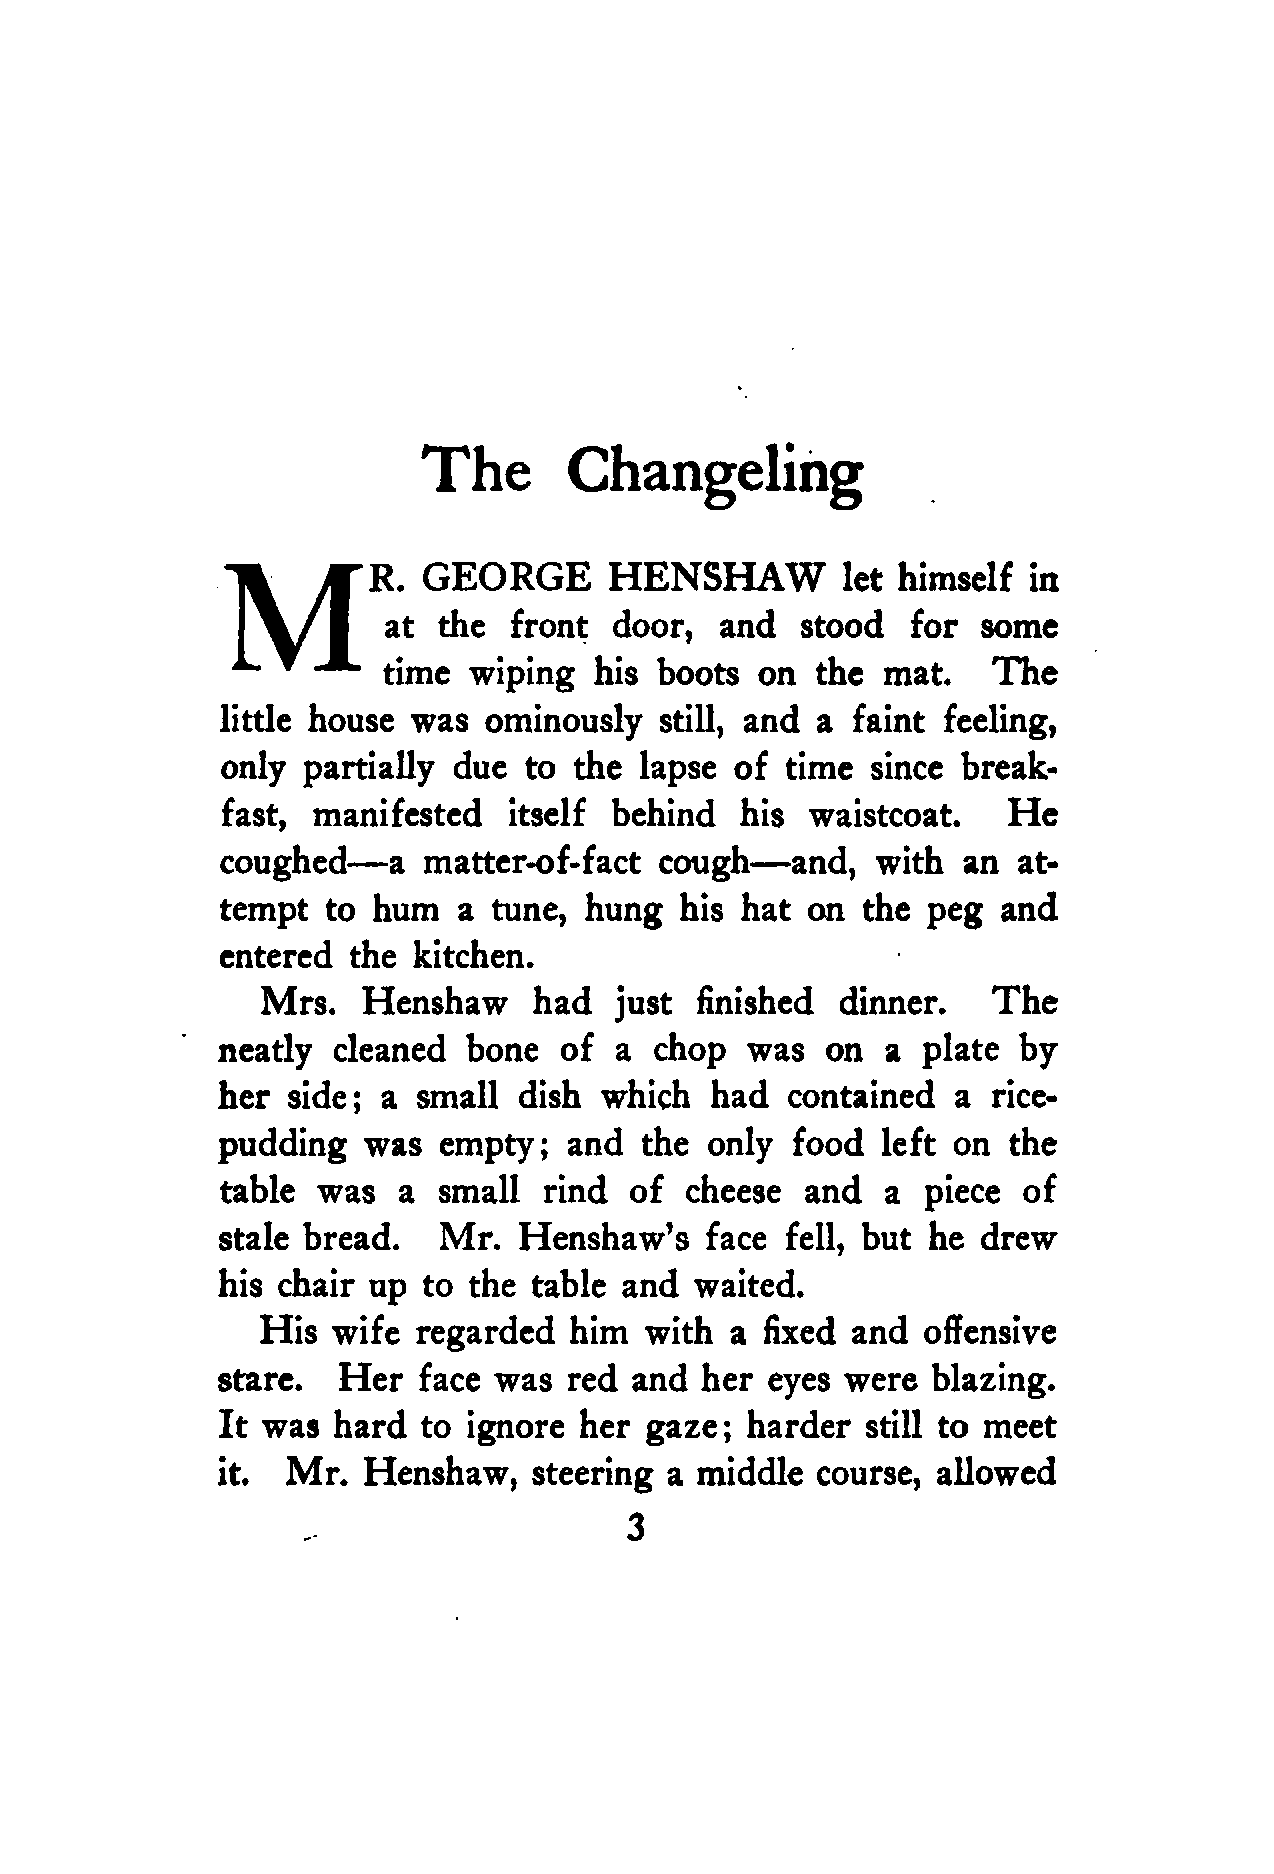 The Changeling
MR. GEORGE HENSHAW let himself in
at the front door, and stood for some
time wiping his boots on the mat. The
little house was ominously still, and a faint feeling,
only partially due to the lapse of time since break-
fast, manifested itself behind his waistcoat. He
coughed—a matter-of-fact cough—and, with an at-
tempt to hum a tune, hung his hat on the peg and
entered the kitchen.
Mrs. Henshaw had just finished dinner. The
neatly cleaned bone of a chop was on a plate by
her side; a small dish which had contained a rice-
pudding was empty; and the only food left on the
table was a small rind of cheese and a piece of
stale bread. Mr. Henshaw's face fell, but he drew
his chair up to the table and waited.
His wife regarded him with a fixed and offensive
stare. Her face was red and her eyes were blazing.
It was hard to ignore her gaze; harder still to meet
it. Mr. Henshaw, steering a middle course, allowed
3